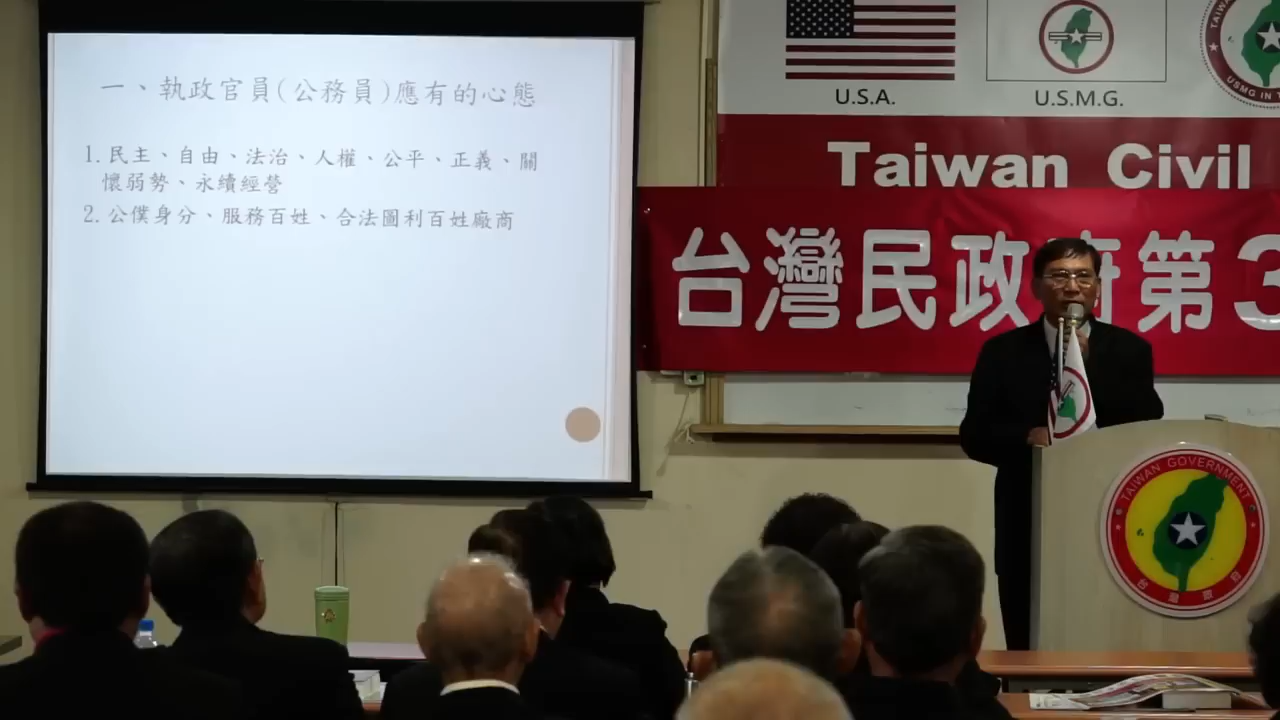 一、執政官員(公務員)應有的心態
1. 民主、自由、法治、人權、公平、正義、關
懷弱勢、永續經營
2. 公僕身分、服務百姓、合法圖利百姓廠商
U.S.A.
U.S.M.G.
USMG IN
Taiwan Civil
台灣民政府第3
TAIWAN GOVERNMENT
台灣政府